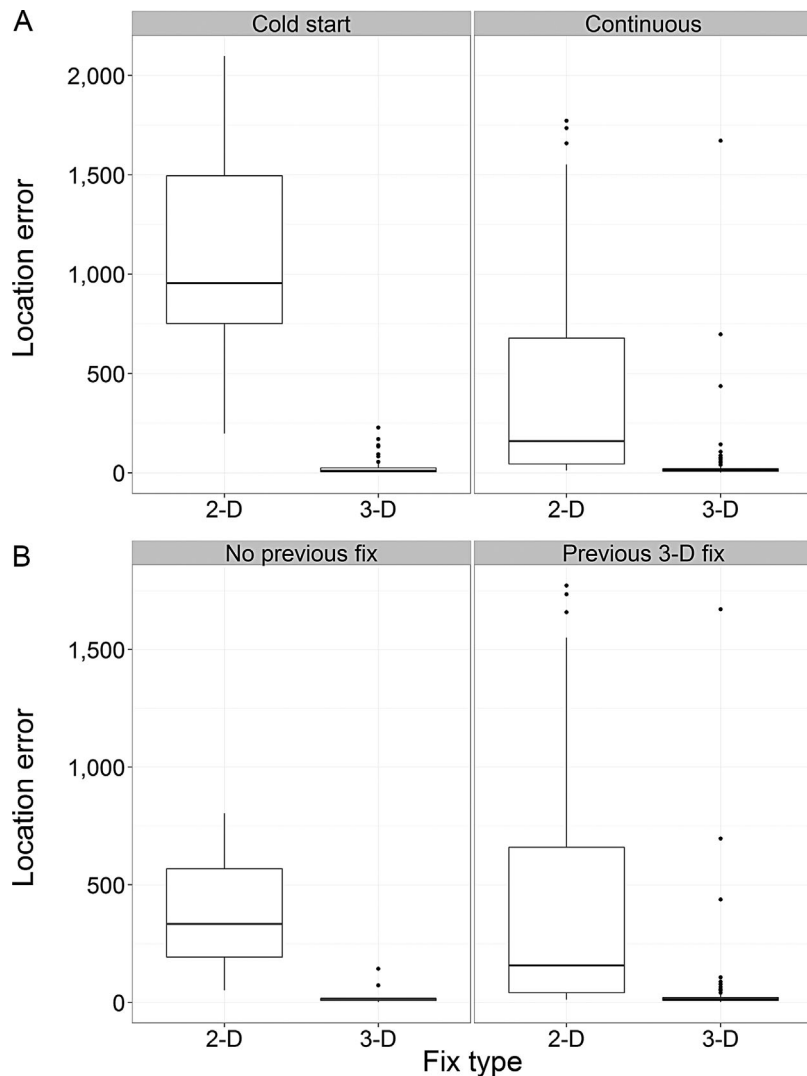 A
Cold start
Continuous
Location error
2,000
1,500
1,000
500
0
2-D
3-D
2-D
3-D
B
No previous fix
Previous 3-D fix
Location error
1,500
1,000
500
0
2-D
3-D
2-D
3-D
Fix type